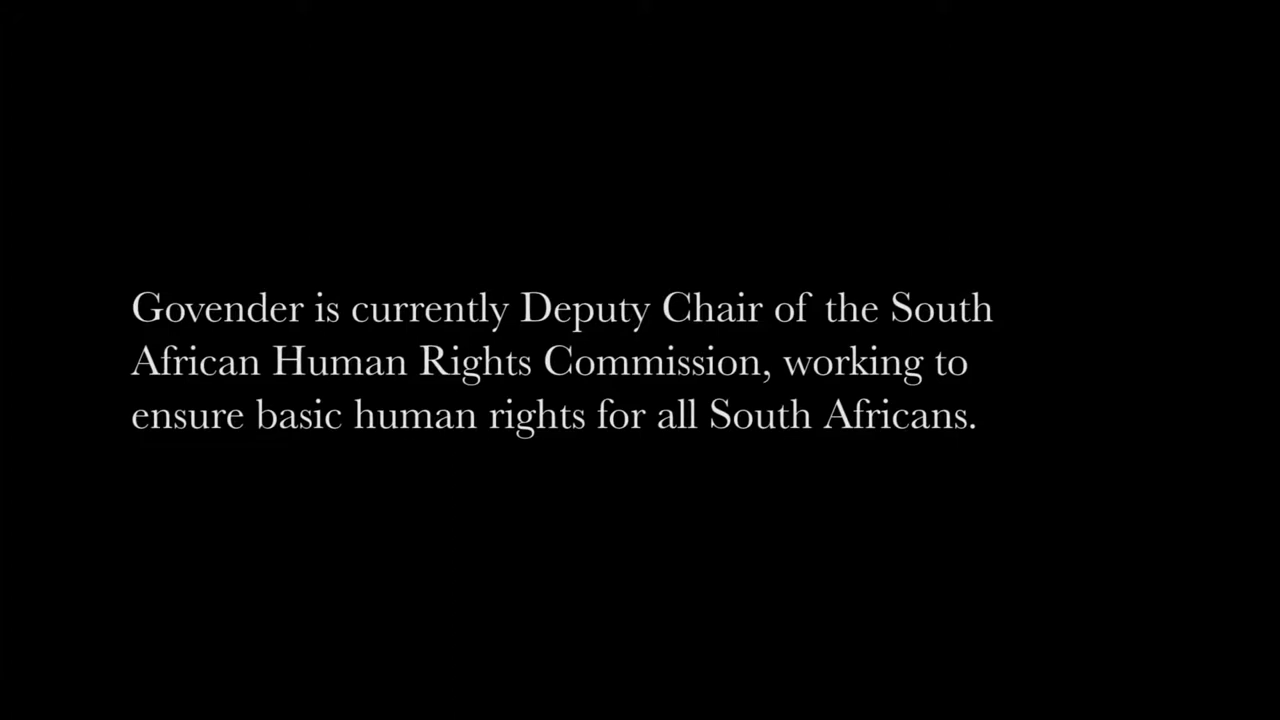 Govender is currently Deputy Chair of the South
African Human Rights Commission, working to
ensure basic human rights for all South Africans.